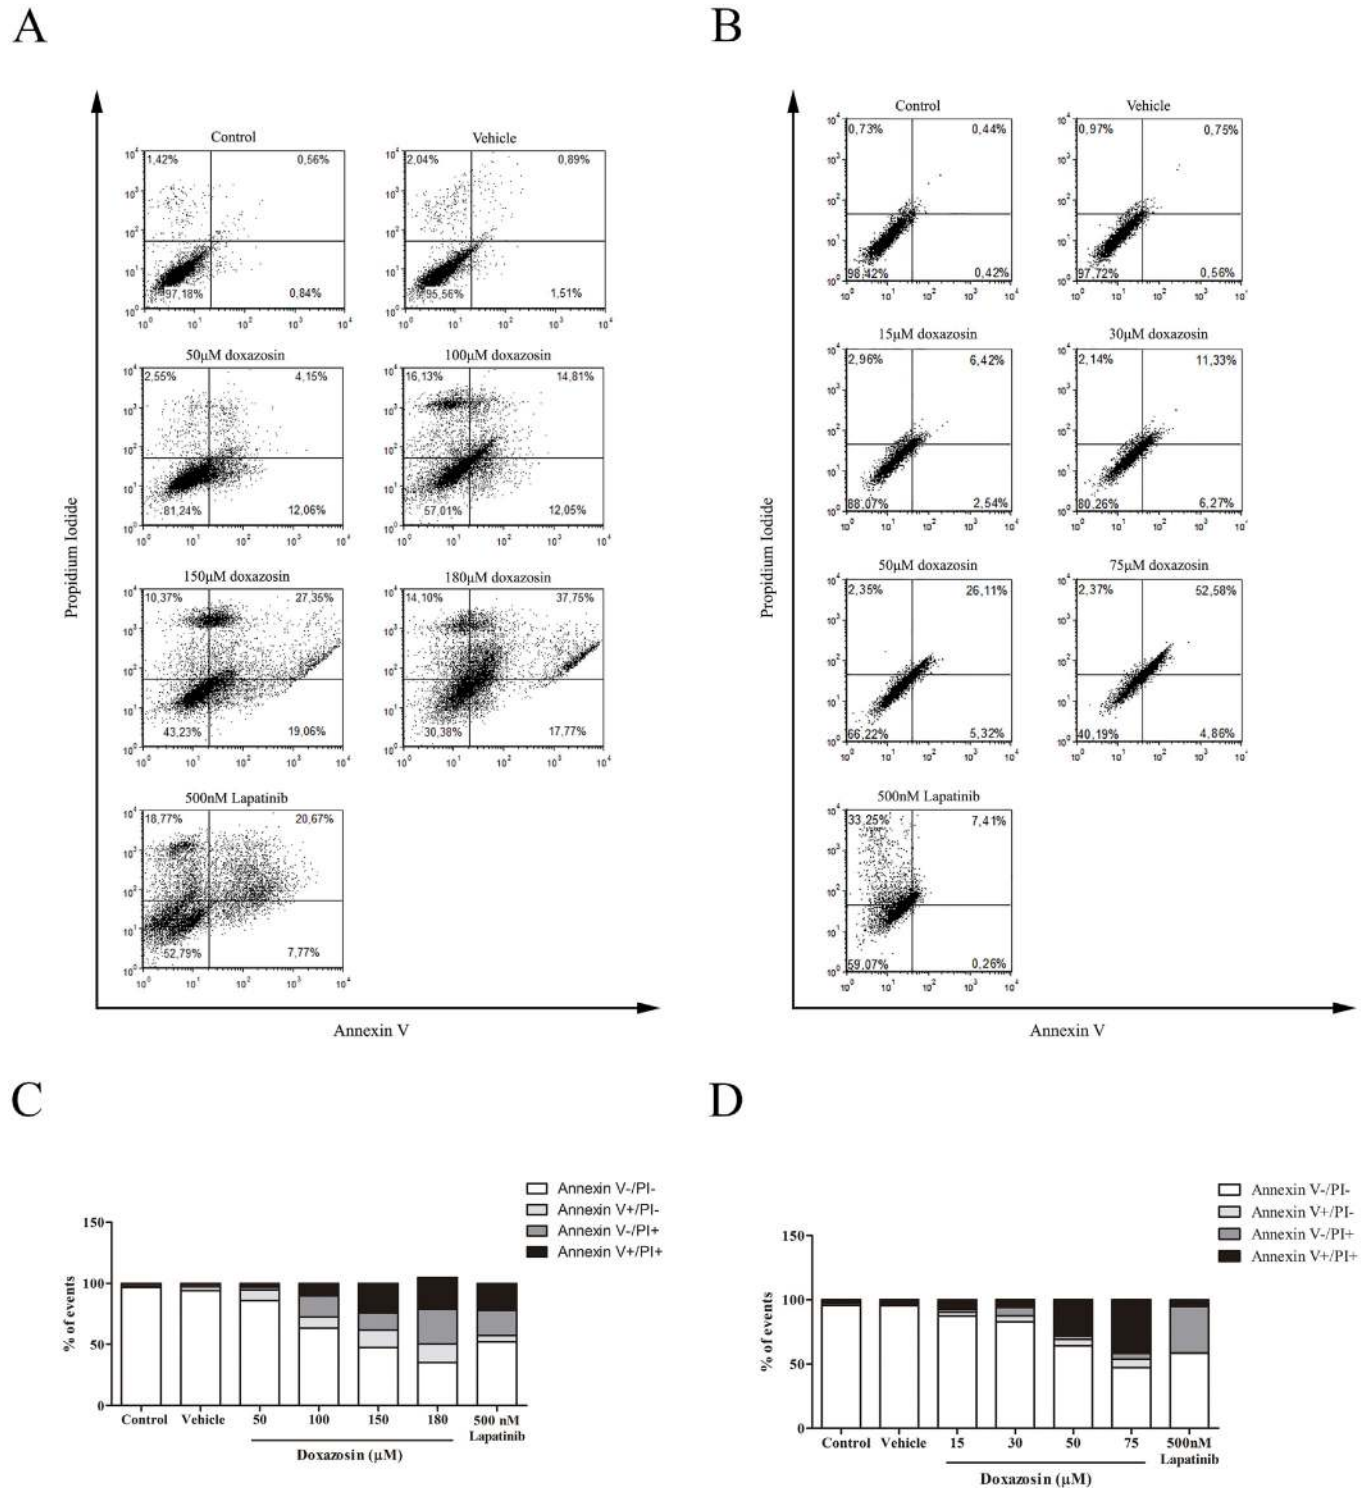 A
B
Control
Vehicle
1,42%
0,56%
97,18%
0,84%
2,04%
0,89%
95,56%
1,51%
50µM doxazosin
100µM doxazosin
2,55%
4,15%
81,24%
12,06%
16,13%
14,81%
57,01%
12,05%
150µM doxazosin
180µM doxazosin
10,37%
27,35%
43,23%
19,06%
14,10%
37,75%
30,38%
17,77%
500nM Lapatinib
18,77%
20,67%
52,79%
7,77%
10⁰ 10¹ 10² 10³ 10⁴
Propidium Iodide
Annexin V
Control
Vehicle
0,73%
0,44%
98,42%
0,42%
0,97%
0,75%
97,72%
0,56%
15µM doxazosin
30µM doxazosin
2,96%
6,42%
88,07%
2,54%
2,14%
11,33%
80,26%
6,27%
50µM doxazosin
75µM doxazosin
2,35%
26,11%
66,22%
5,32%
2,37%
52,58%
40,19%
4,86%
500nM Lapatinib
33,25%
7,41%
59,07%
0,26%
10⁰ 10¹ 10² 10³ 10⁴
Propidium Iodide
Annexin V
C
Annexin V-/PI-
Annexin V+/PI-
Annexin V-/PI+
Annexin V+/PI+
150
100
50
0
% of events
Control Vehicle 50 100 150 180 500 nM
Lapatinib
Doxazosin (µM)
D
Annexin V-/PI-
Annexin V+/PI-
Annexin V-/PI+
Annexin V+/PI+
150
100
50
0
% of events
Control Vehicle 15 30 50 75 500nM
Lapatinib
Doxazosin (µM)